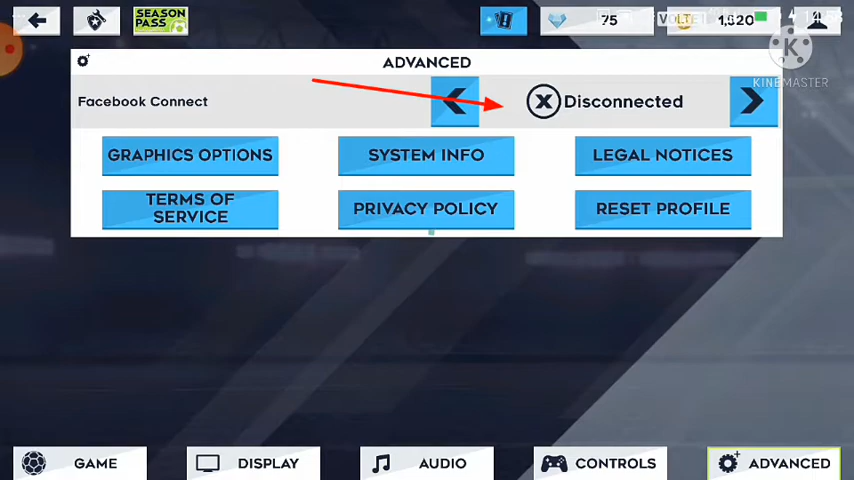 SEASON
PASS
75
1,820
KINEMASTER
ADVANCED
Facebook Connect
Disconnected
GRAPHICS OPTIONS
SYSTEM INFO
LEGAL NOTICES
TERMS OF
SERVICE
PRIVACY POLICY
RESET PROFILE
GAME
DISPLAY
AUDIO
CONTROLS
ADVANCED